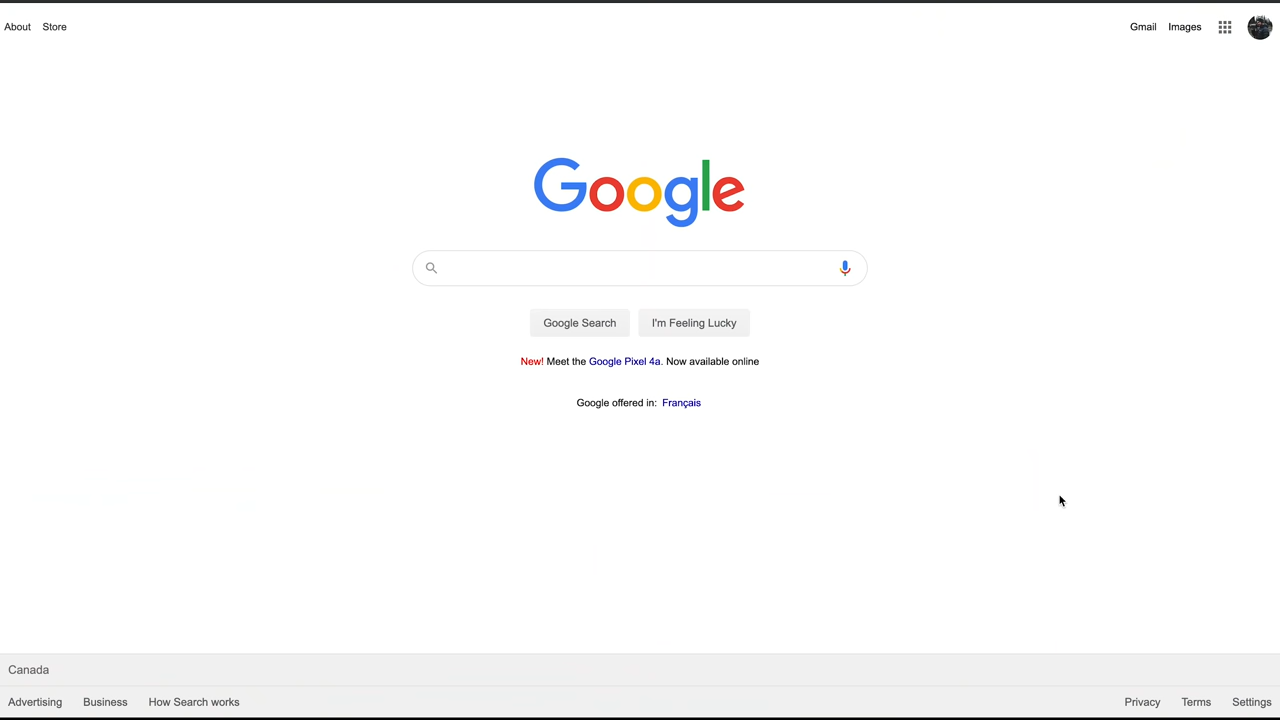 About Store
Gmail Images
Google
Google Search I'm Feeling Lucky
New! Meet the Google Pixel 4a. Now available online
Google offered in: Français
Canada
Advertising Business How Search works
Privacy Terms Settings